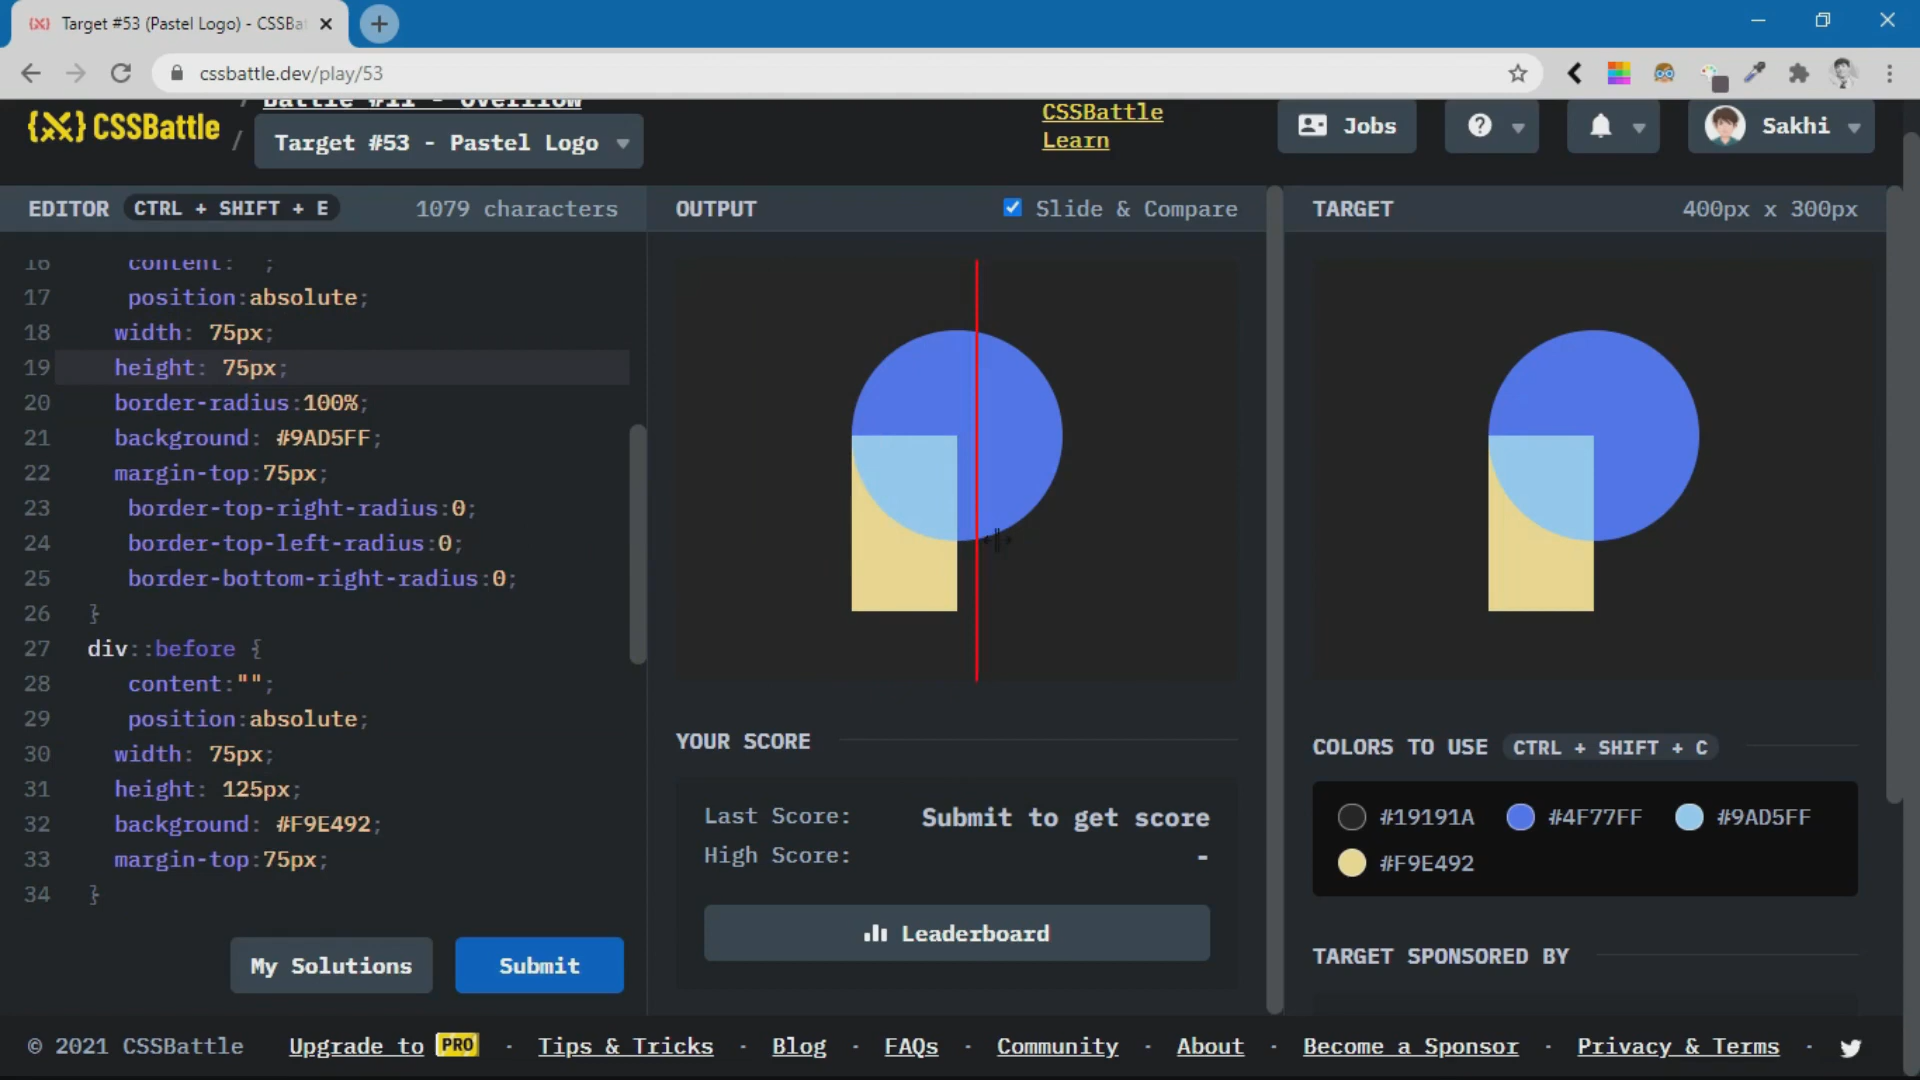 Target #53 (Pastel Logo) - CSSBa
cssbattle.dev/play/53
{X} CSSBattle
/ Battle #11 - Overflow
/ Target #53 - Pastel Logo
CSSBattle
Learn
Jobs
?
Sakhi
EDITOR CTRL + SHIFT + E 1079 characters
16 content: ;
17 position:absolute;
18 width: 75px;
19 height: 75px;
20 border-radius:100%;
21 background: #9AD5FF;
22 margin-top:75px;
23 border-top-right-radius:0;
24 border-top-left-radius:0;
25 border-bottom-right-radius:0;
26 }
27 div::before {
28 content:"";
29 position:absolute;
30 width: 75px;
31 height: 125px;
32 background: #F9E492;
33 margin-top:75px;
34 }
My Solutions
Submit
OUTPUT Slide & Compare
YOUR SCORE
Last Score: Submit to get score
High Score: -
Leaderboard
TARGET 400px x 300px
COLORS TO USE CTRL + SHIFT + C
#19191A #4F77FF #9AD5FF
#F9E492
TARGET SPONSORED BY
© 2021 CSSBattle Upgrade to PRO · Tips & Tricks · Blog · FAQs · Community · About · Become a Sponsor · Privacy & Terms ·